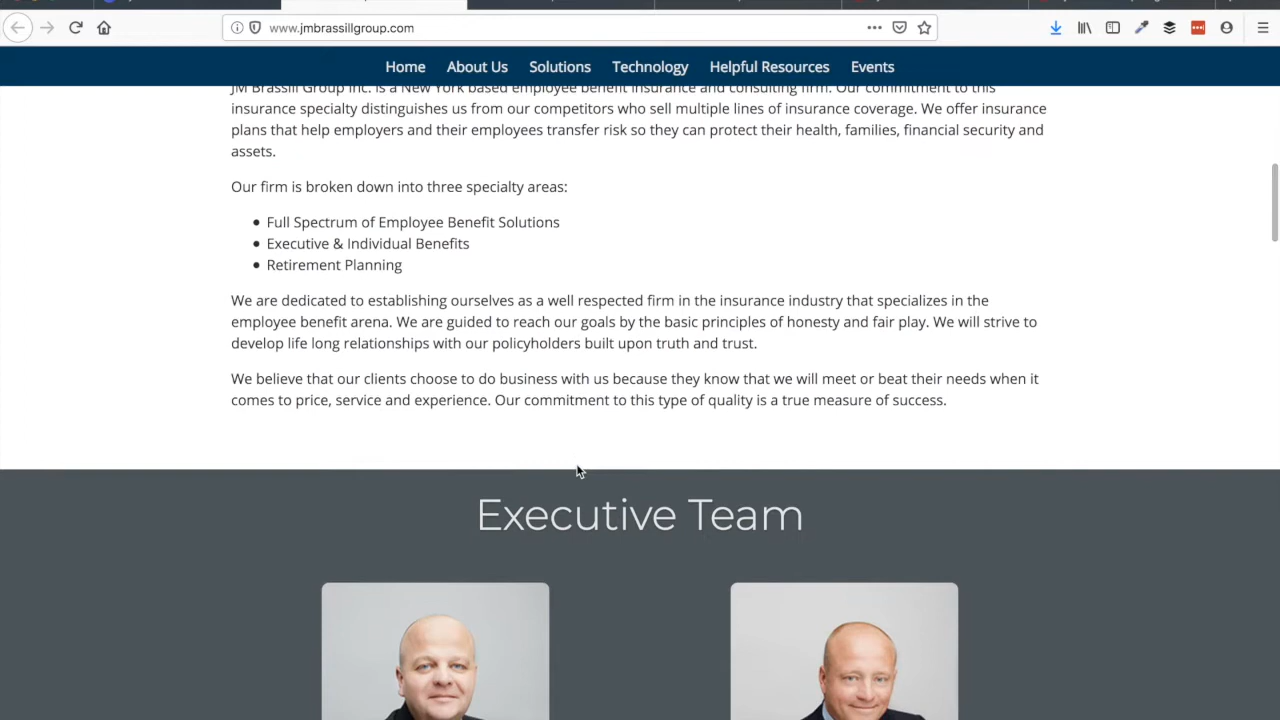 www.jmbrassillgroup.com
Home About Us Solutions Technology Helpful Resources Events
JM Brassill Group Inc. is a New York based employee benefit insurance and consulting firm. Our commitment to this
insurance specialty distinguishes us from our competitors who sell multiple lines of insurance coverage. We offer insurance
plans that help employers and their employees transfer risk so they can protect their health, families, financial security and
assets.
Our firm is broken down into three specialty areas:
Full Spectrum of Employee Benefit Solutions
Executive & Individual Benefits
Retirement Planning
We are dedicated to establishing ourselves as a well respected firm in the insurance industry that specializes in the
employee benefit arena. We are guided to reach our goals by the basic principles of honesty and fair play. We will strive to
develop life long relationships with our policyholders built upon truth and trust.
We believe that our clients choose to do business with us because they know that we will meet or beat their needs when it
comes to price, service and experience. Our commitment to this type of quality is a true measure of success.
Executive Team